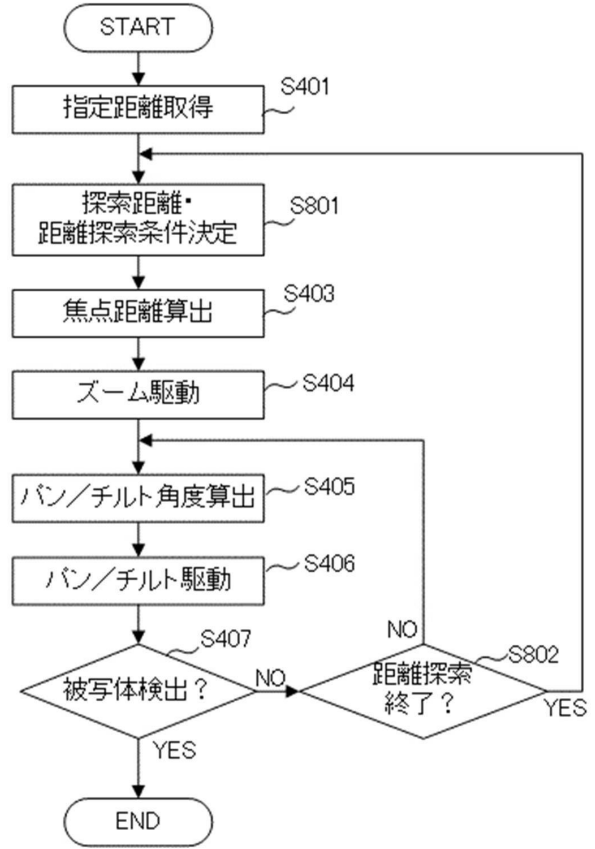 START
指定距離取得
S401
探索距離・
距離探索条件決定
S801
焦点距離算出
S403
ズーム駆動
S404
パン／チルト角度算出
S405
パン／チルト駆動
S406
被写体検出？
S407
NO
YES
距離探索
終了？
S802
NO
YES
END